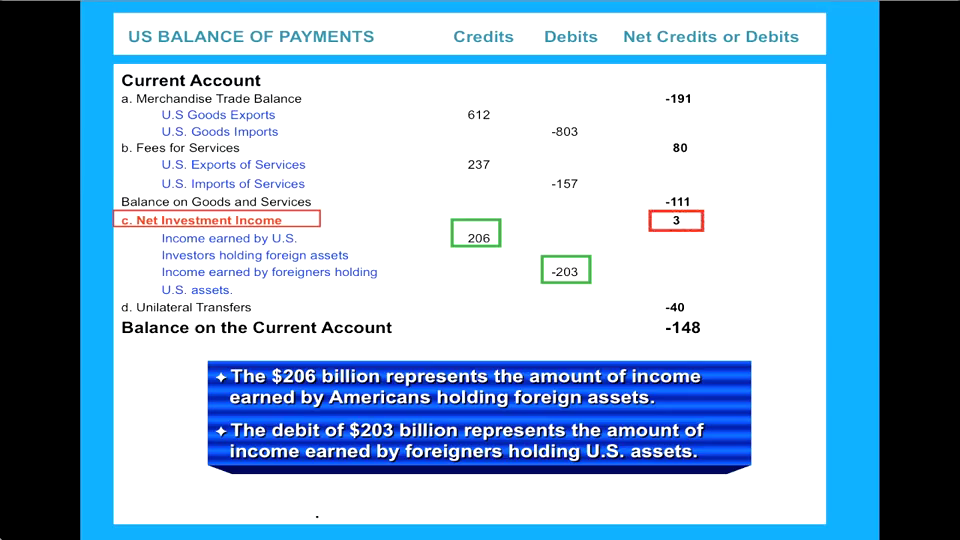 US BALANCE OF PAYMENTS Credits Debits Net Credits or Debits
Current Account
a. Merchandise Trade Balance -191
U.S Goods Exports 612
U.S. Goods Imports -803
b. Fees for Services 80
U.S. Exports of Services 237
U.S. Imports of Services -157
Balance on Goods and Services -111
c. Net Investment Income 3
Income earned by U.S. 206
Investors holding foreign assets
Income earned by foreigners holding -203
U.S. assets.
d. Unilateral Transfers -40
Balance on the Current Account -148
✦ The $206 billion represents the amount of income
earned by Americans holding foreign assets.
✦ The debit of $203 billion represents the amount of
income earned by foreigners holding U.S. assets.